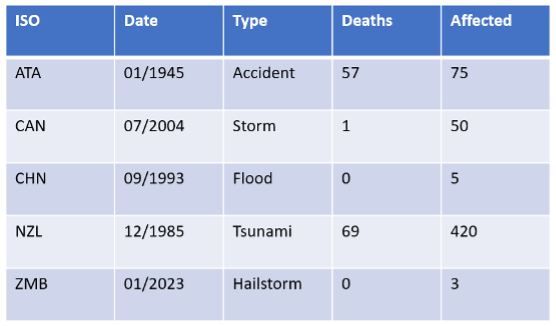 ISO Date Type Deaths Affected
ATA 01/1945 Accident 57 75
CAN 07/2004 Storm 1 50
CHN 09/1993 Flood 0 5
NZL 12/1985 Tsunami 69 420
ZMB 01/2023 Hailstorm 0 3